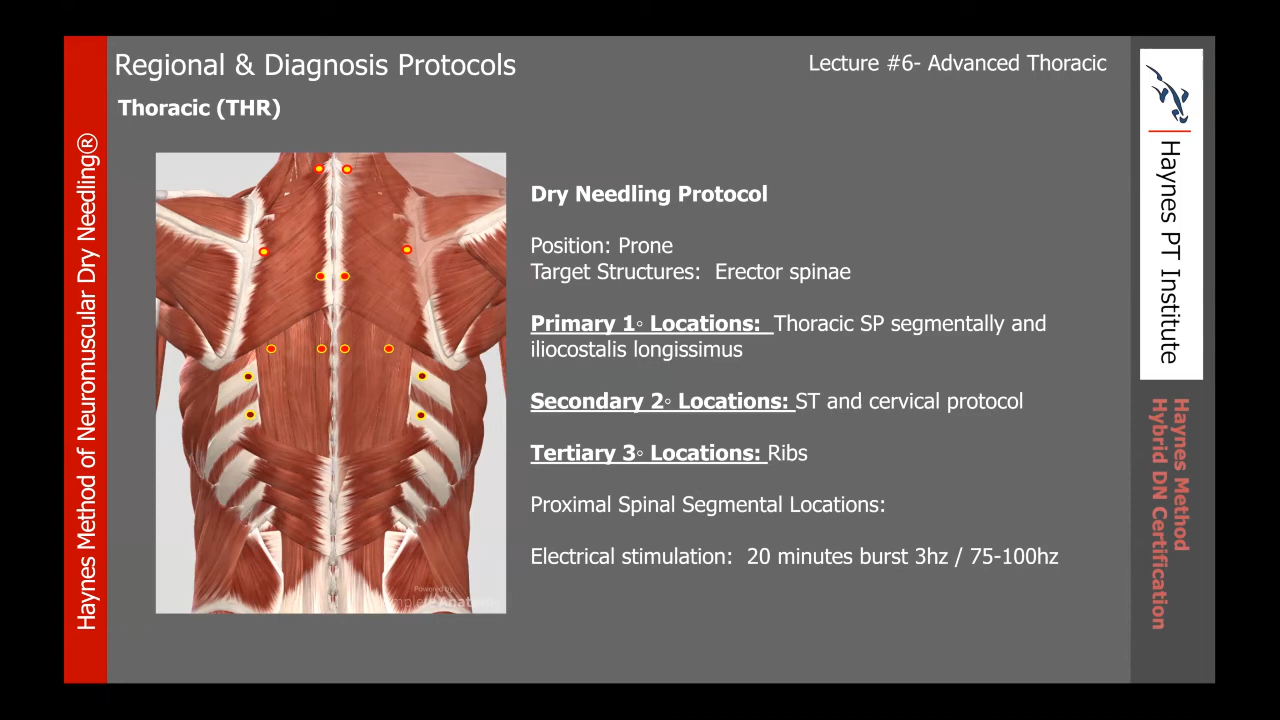 Regional & Diagnosis Protocols
Lecture #6- Advanced Thoracic
Thoracic (THR)
Haynes Method of Neuromuscular Dry Needling®
Dry Needling Protocol
Position: Prone
Target Structures: Erector spinae
Primary 1◦ Locations: Thoracic SP segmentally and
iliocostalis longissimus
Secondary 2◦ Locations: ST and cervical protocol
Tertiary 3◦ Locations: Ribs
Proximal Spinal Segmental Locations:
Electrical stimulation: 20 minutes burst 3hz / 75-100hz
Powered by
Haynes PT Institute
Haynes Method
Hybrid DN Certification